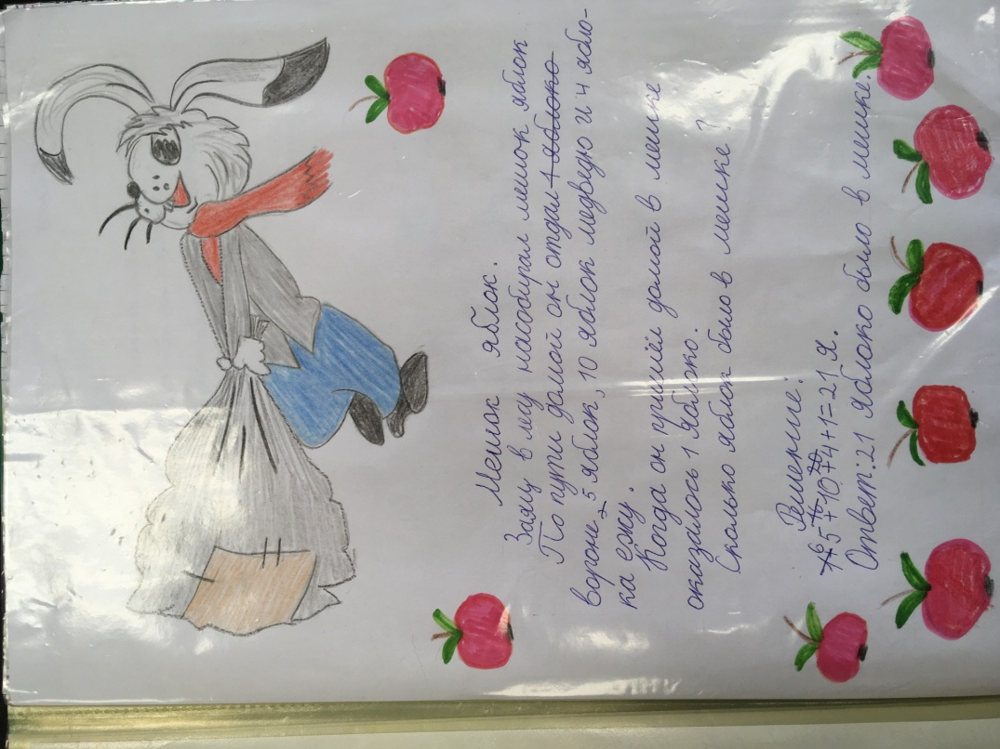 Мешок яблок.
Заяц в лесу насобирал мешок яблок
По пути домой он отдал 1 яблоко
вороне 5 яблок, 10 яблок медведю и 4 ябло-
ка ежу.
Когда он пришёл домой в мешке
оказалось 1 яблоко.
Сколько яблок было в мешке?
Решение:
1+5+10+4+1=21 я.
Ответ: 21 яблоко было в мешке.